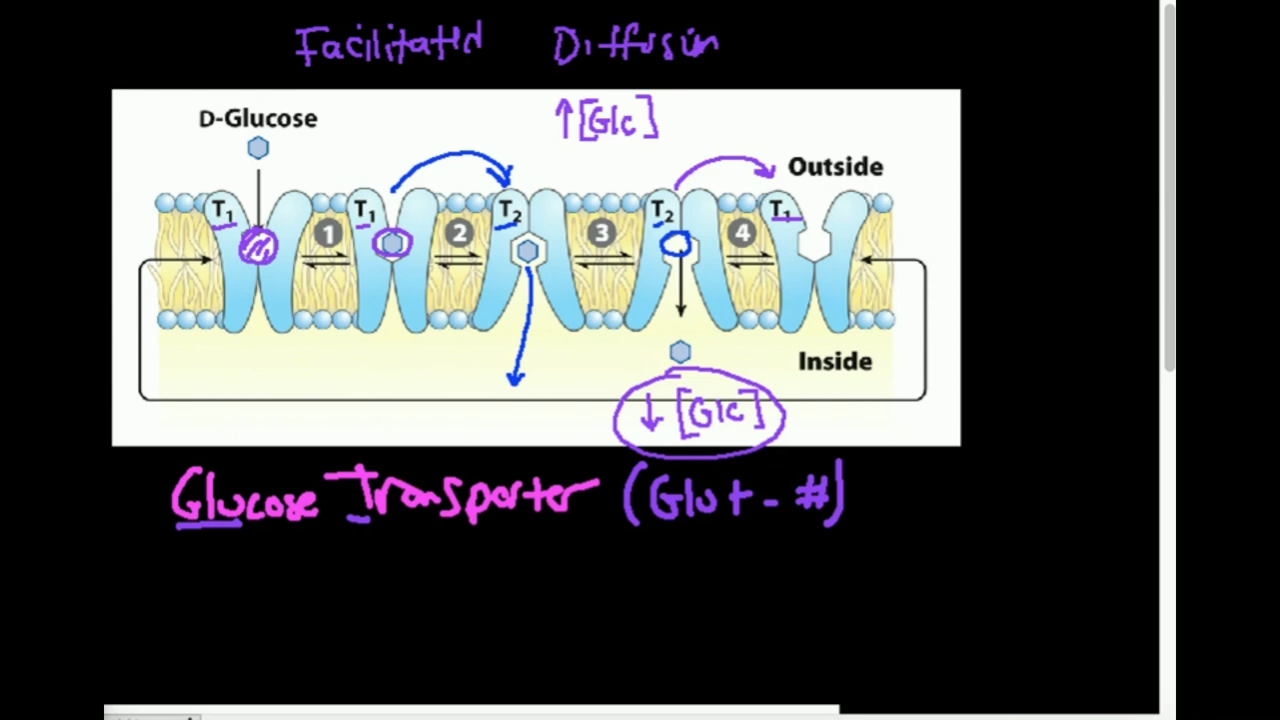 Facilitated Diffusion
D-Glucose
↑[Glc]
Outside
T₁ T₁ T₂ T₂ T₁
1 2 3 4
Inside
↓[Glc]
Glucose Transporter (Glut-#)